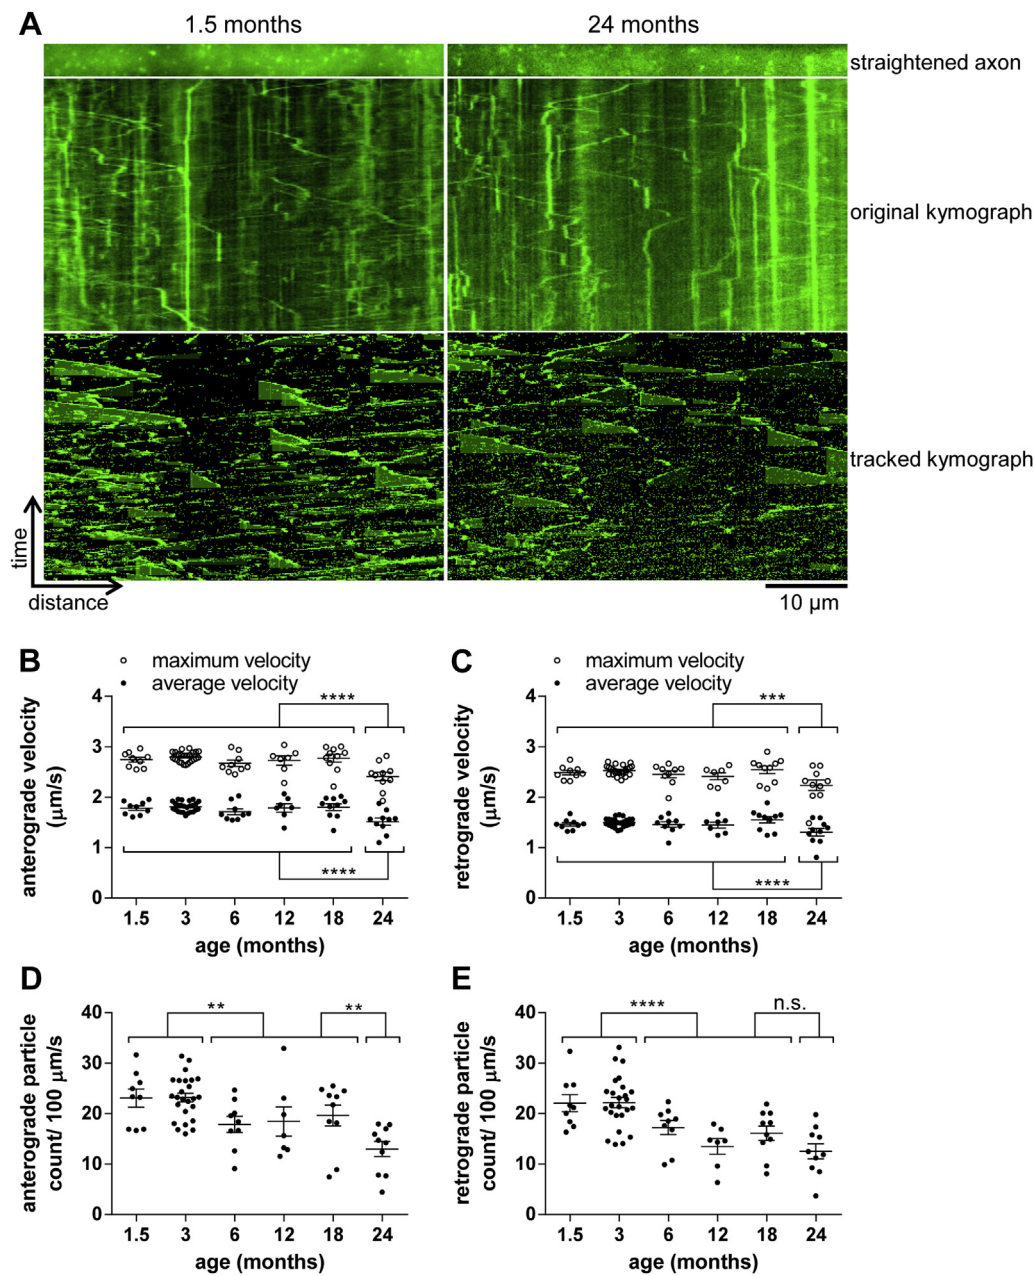 A
1.5 months
24 months
straightened axon
original kymograph
tracked kymograph
time
distance
10 µm
B
○ maximum velocity
● average velocity
anterograde velocity
(µm/s)
4
3
2
1
0
****
****
1.5 3 6 12 18 24
age (months)
C
○ maximum velocity
● average velocity
retrograde velocity
(µm/s)
4
3
2
1
0
***
****
1.5 3 6 12 18 24
age (months)
D
anterograde particle
count/ 100 µm/s
40
30
20
10
0
** **
1.5 3 6 12 18 24
age (months)
E
retrograde particle
count/ 100 µm/s
40
30
20
10
0
**** n.s.
1.5 3 6 12 18 24
age (months)